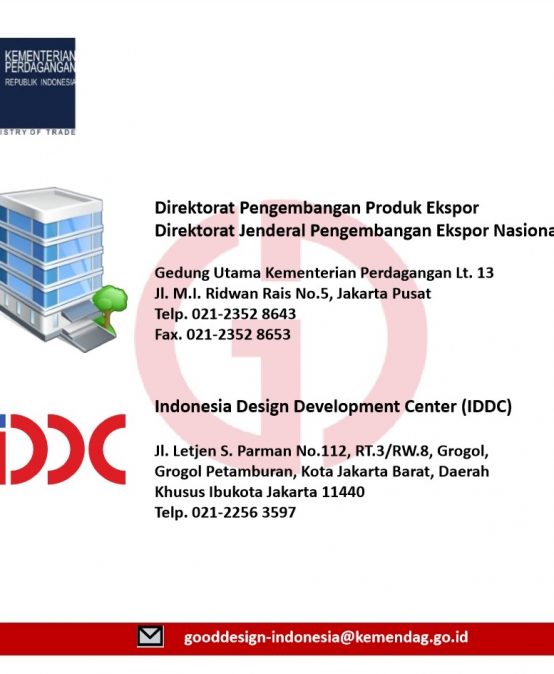 KEMENTERIAN
PERDAGANGAN
REPUBLIK INDONESIA
ISTRY OF TRADE
Direktorat Pengembangan Produk Ekspor
Direktorat Jenderal Pengembangan Ekspor Nasiona
Gedung Utama Kementerian Perdagangan Lt. 13
Jl. M.I. Ridwan Rais No.5, Jakarta Pusat
Telp. 021-2352 8643
Fax. 021-2352 8653
iDDC
Indonesia Design Development Center (IDDC)
Jl. Letjen S. Parman No.112, RT.3/RW.8, Grogol,
Grogol Petamburan, Kota Jakarta Barat, Daerah
Khusus Ibukota Jakarta 11440
Telp. 021-2256 3597
gooddesign-indonesia@kemendag.go.id